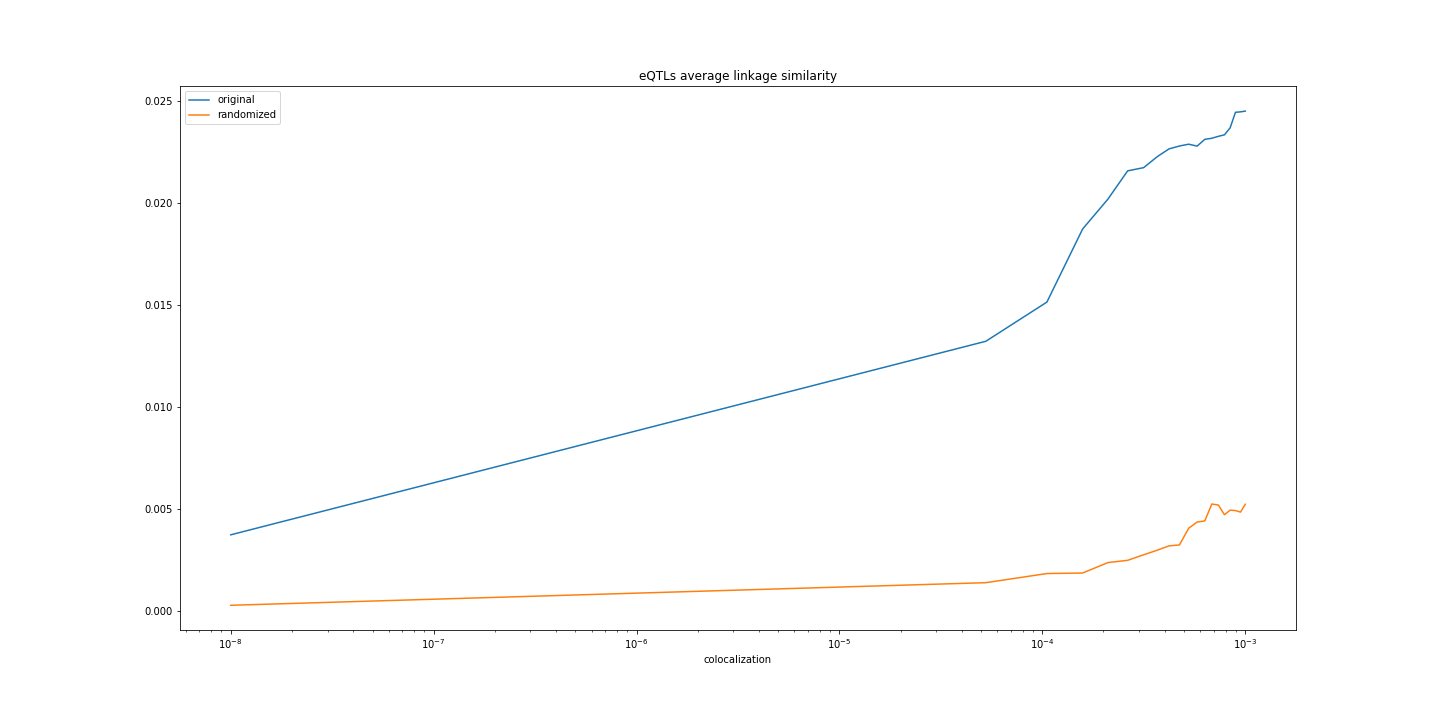 eQTLs average linkage similarity
original
randomized
0.025
0.020
0.015
0.010
0.005
0.000
10⁻⁸ 10⁻⁷ 10⁻⁶ 10⁻⁵ 10⁻⁴ 10⁻³
colocalization